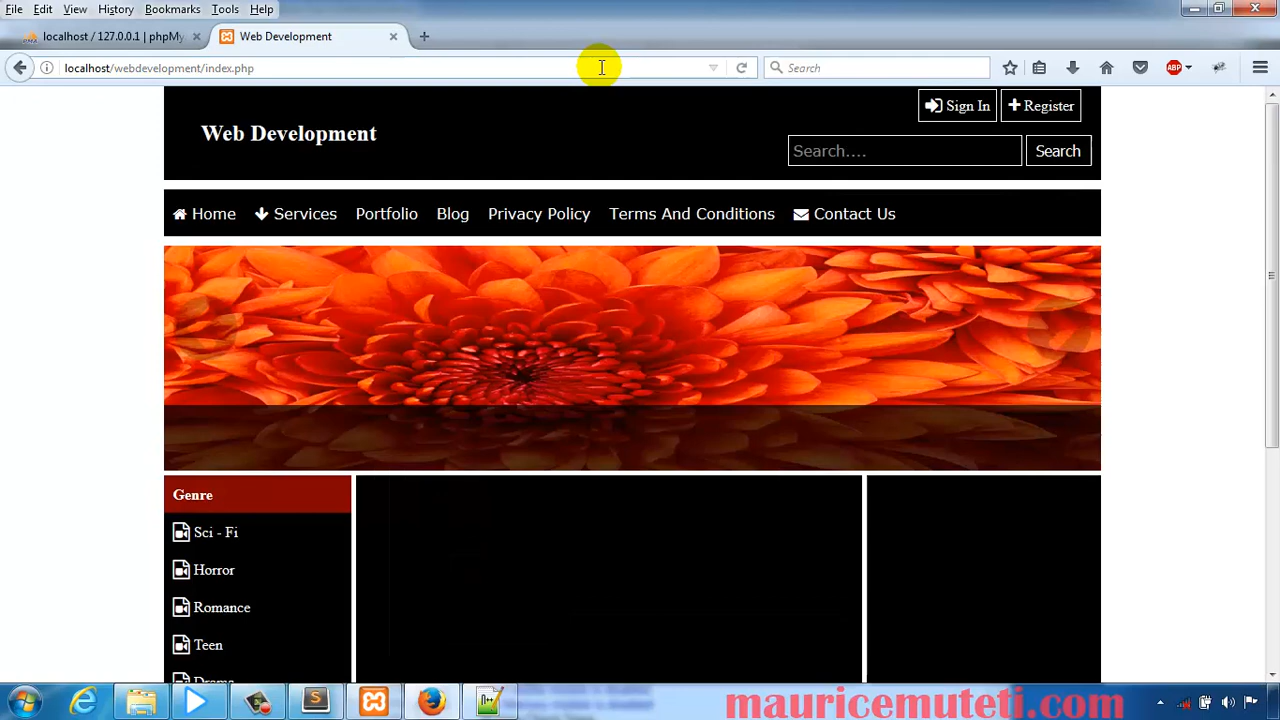 File Edit View History Bookmarks Tools Help
localhost / 127.0.0.1 | phpMy
Web Development
localhost/webdevelopment/index.php
Search
ABP
Web Development
Sign In
Register
Search....
Search
Home Services Portfolio Blog Privacy Policy Terms And Conditions Contact Us
Genre
Sci - Fi
Horror
Romance
Teen
Drama
mauricemuteti.com